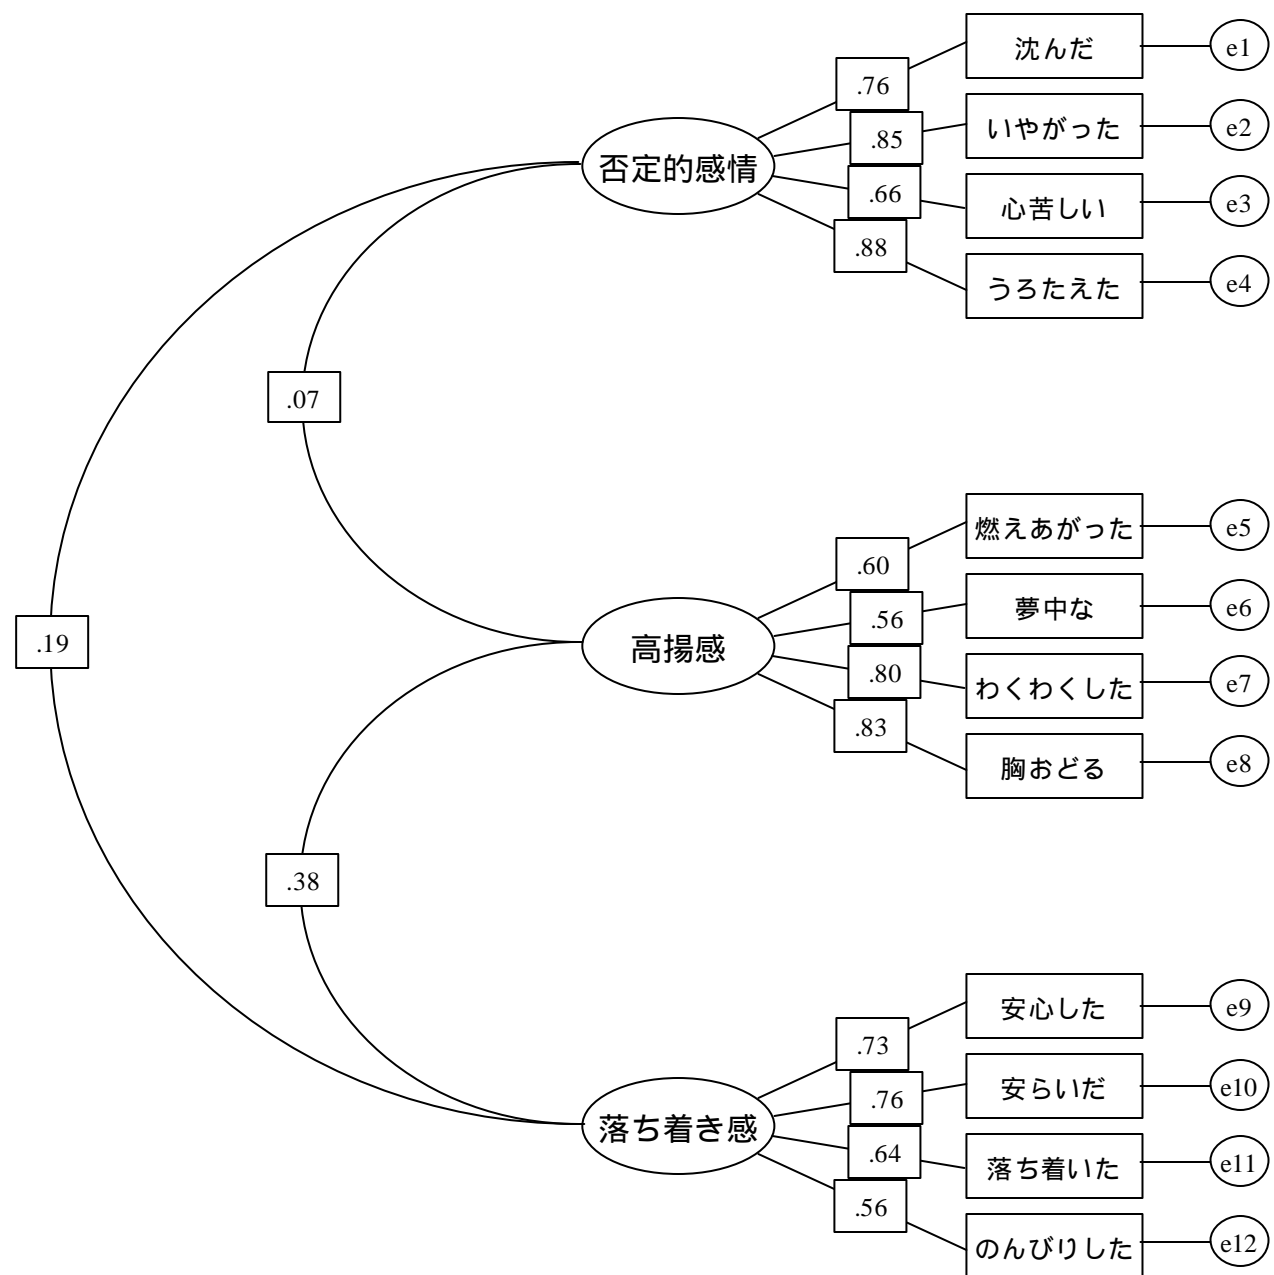 沈んだ
e1
.76
いやがった
e2
.85
否定的感情
心苦しい
e3
.66
うろたえた
e4
.88
.07
燃えあがった
e5
.60
夢中な
e6
.56
高揚感
わくわくした
e7
.80
胸おどる
e8
.83
.19
.38
安心した
e9
.73
安らいだ
e10
.76
落ち着き感
落ち着いた
e11
.64
のんびりした
e12
.56